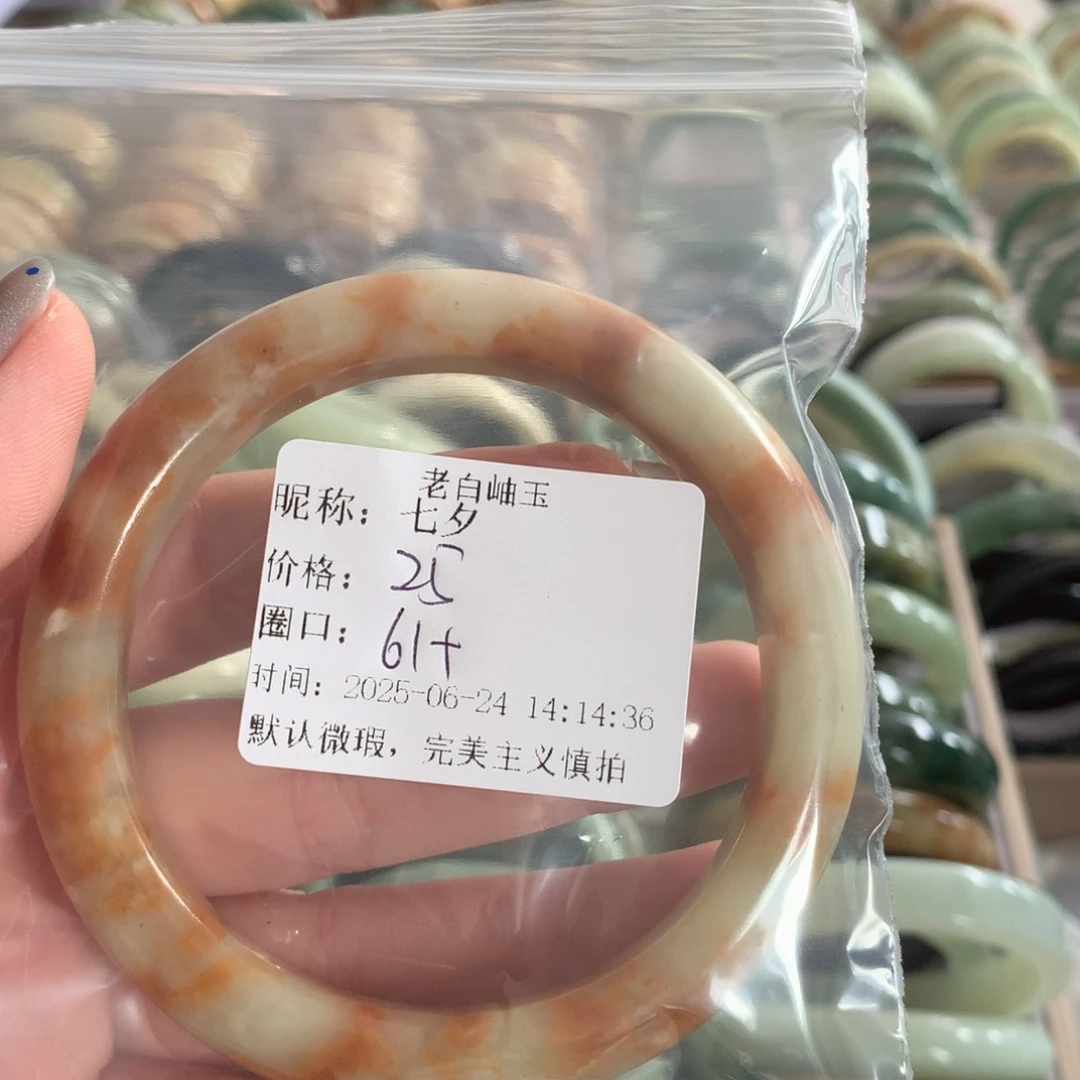 老白岫玉
昵称： 七夕
价格： 25
圈口： 61+
时间： 2025-06-24 14:14:36
默认微瑕，完美主义慎拍